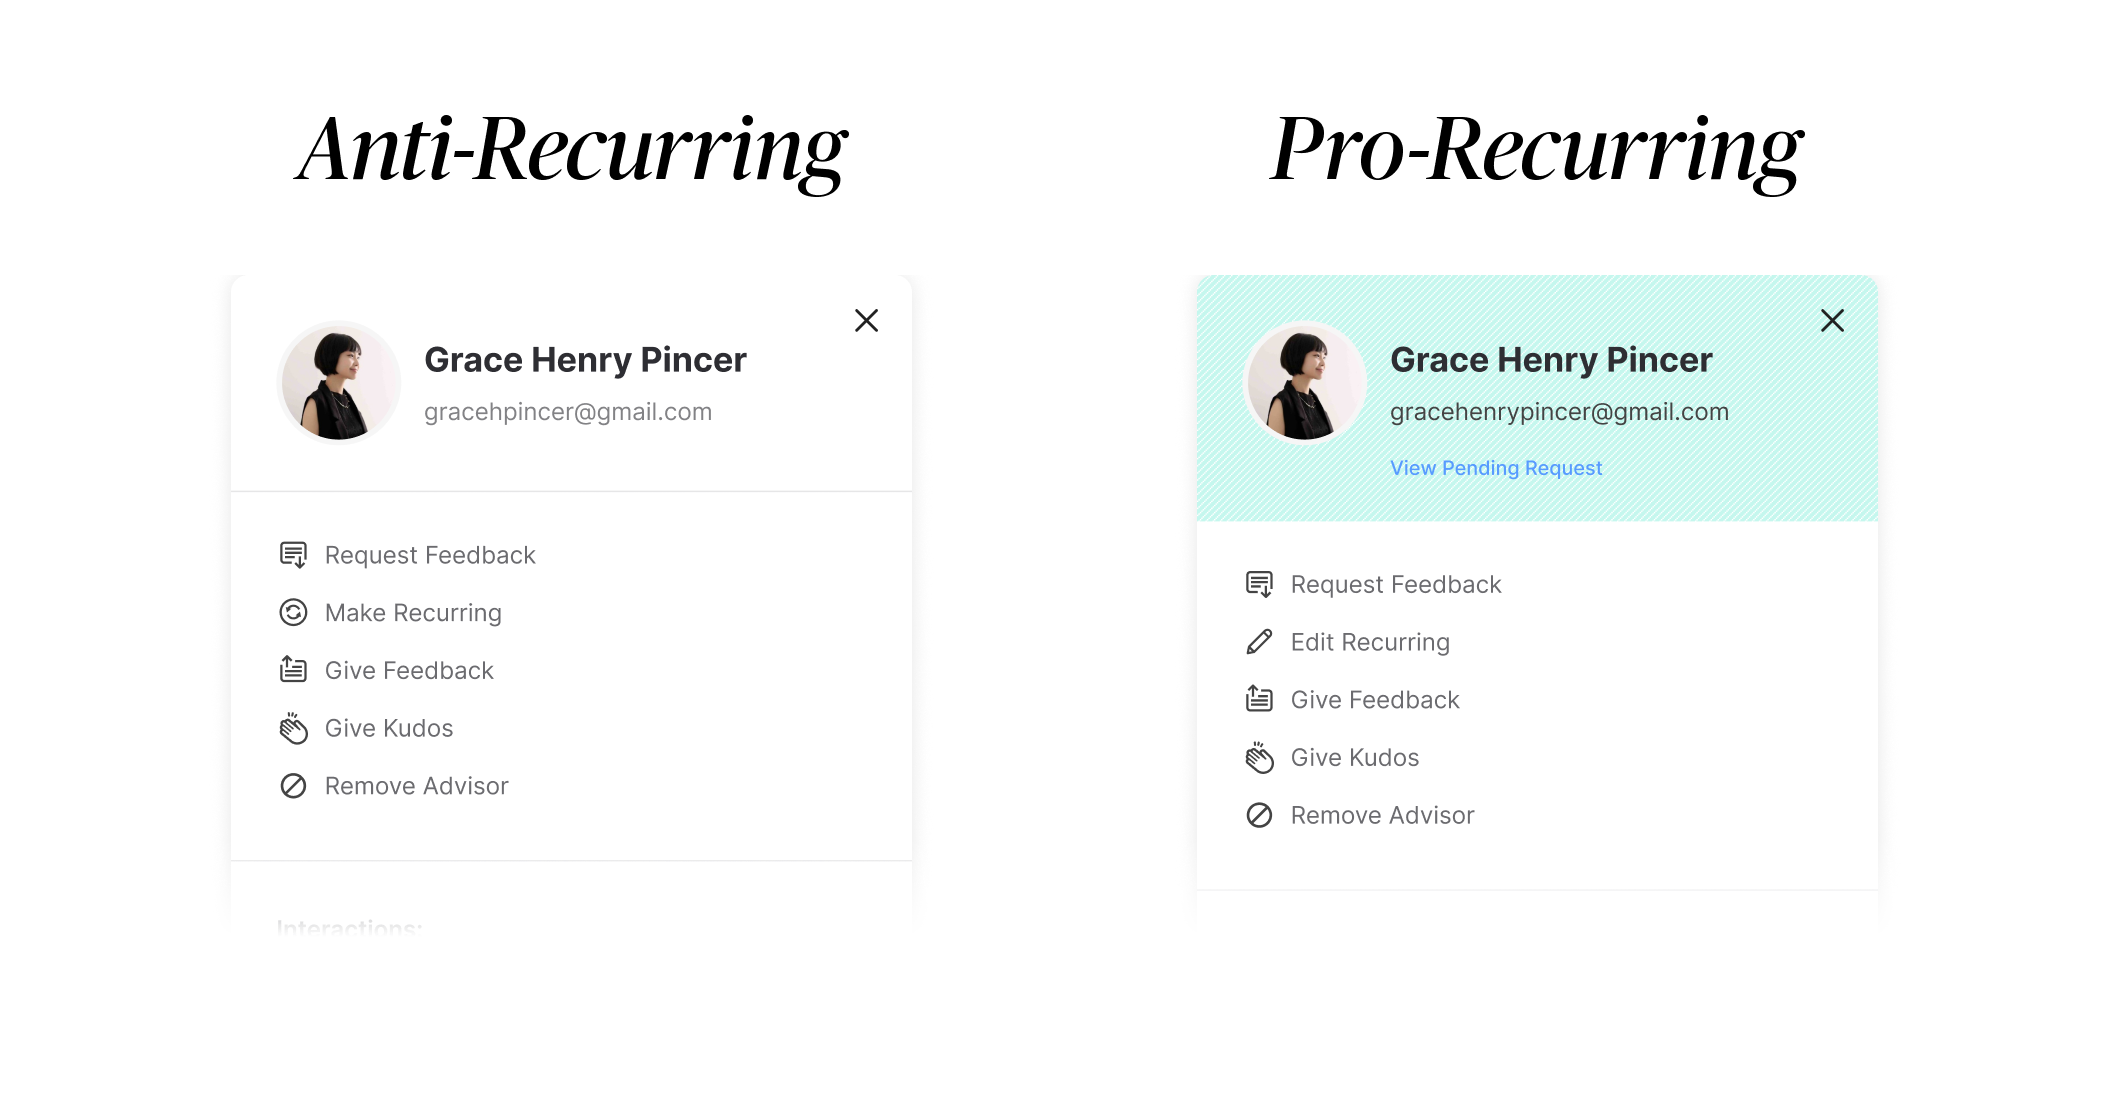 Anti-Recurring
Grace Henry Pincer
gracehpincer@gmail.com
Request Feedback
Make Recurring
Give Feedback
Give Kudos
Remove Advisor
Interactions:
Pro-Recurring
Grace Henry Pincer
gracehenrypincer@gmail.com
View Pending Request
Request Feedback
Edit Recurring
Give Feedback
Give Kudos
Remove Advisor